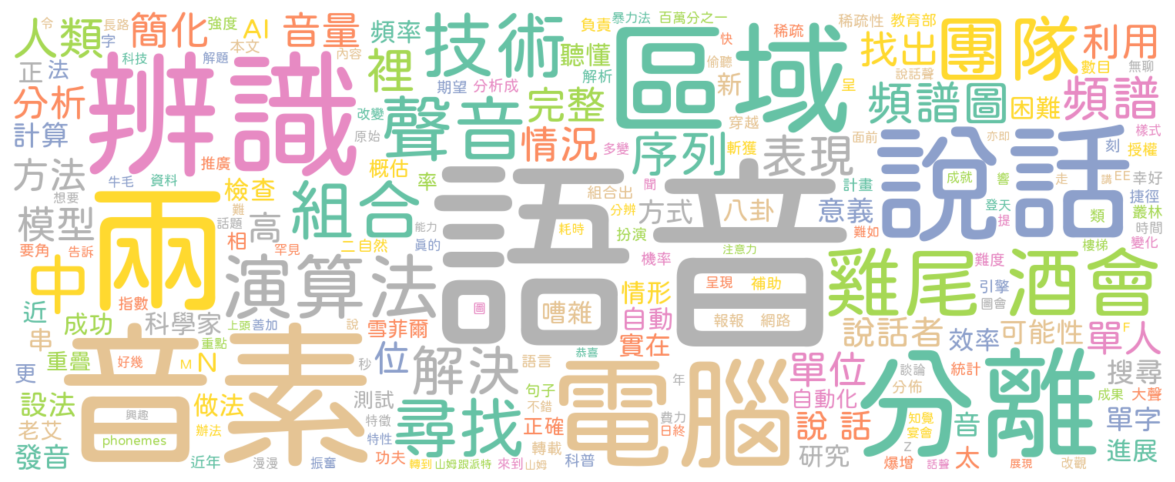 令
長路
強度
人類
簡化
AI
音量
頻率
技術
負責
暴力法
百萬分之一
稀疏性
教育部
字
科技
解題
本文
內容
聽懂
快
稀疏
找出
團隊
利用
正
法
辨識
裡
期望
解析
分析成
偷聽
區域
說話聲
數目
無聊
分析
改變
聲音
完整
新
呈
頻譜圖
困難
頻譜
計算
原始
情況
多變
穿越
斬獲
序列
表現
面前
亦即
刻
樣式
授權
推廣
概估
方法
牛毛
資料
率
語音
聞
組合出
計畫
說話
成就
響
EE
走
講
幸好
想要
檢查
組合
分辨
方式
八卦
意義
登天
提
類
捷徑
叢林
模型
兩
難
話題
相
高
能力
二
自然
真的
耗時
扮演
注意力
難如
樓梯
時間
變化
要角
告訴
罕見
機率
中
演算法
呈現
補助
情形
雞尾酒會
難度
引擎
圖會
近
指數
圖
嘈雜
自動
報報
網路
串
成功
科學家
上頭
善加
說
雪菲爾
實在
恭喜
說話者
效率
可能性
單人
F
更
重疊
好幾
重點
M
N
音素
秒
位
解決
語言
電腦
年
單位
自動化
分離
談論
分佈
統計
搜尋
設法
興趣
做法
測試
特徵
尋找
句子
不錯
費力
日終
說 話
知覺
宴會
音
成果
大聲
單字
老艾
phonemes
辦法
特性
正確
轉載
Z
發音
近年
漫漫
振奮
功夫
轉到
山姆跟派特
來到
山姆
科普
研究
爆增
話聲
太
展現
改觀
進展